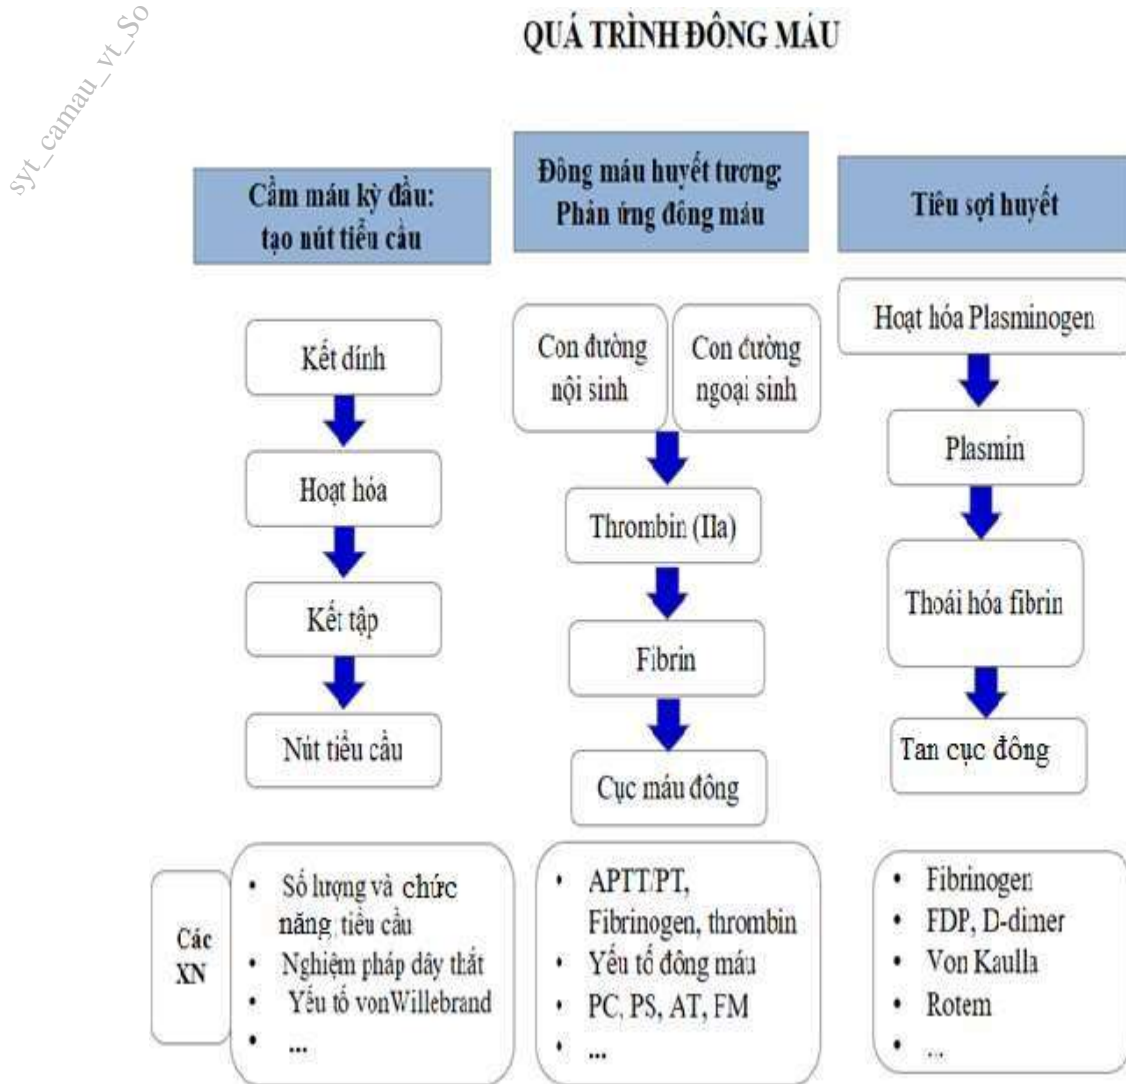 syt_camau_vt_So
QUÁ TRÌNH ĐÔNG MÁU
Cầm máu kỳ đầu:
tạo nút tiểu cầu
Kết dính
Hoạt hóa
Kết tập
Nút tiểu cầu
Đông máu huyết tương:
Phản ứng đông máu
Con đường
nội sinh
Con đường
ngoại sinh
Thrombin (IIa)
Fibrin
Cục máu đông
Tiêu sợi huyết
Hoạt hóa Plasminogen
Plasmin
Thoái hóa fibrin
Tan cục đông
Các
XN
• Số lượng và chức
năng tiểu cầu
• Nghiệm pháp dây thắt
• Yếu tố vonWillebrand
• ...
• APTT/PT,
Fibrinogen, thrombin
• Yếu tố đông máu
• PC, PS, AT, FM
• ...
• Fibrinogen
• FDP, D-dimer
• Von Kaulla
• Rotem
• ...